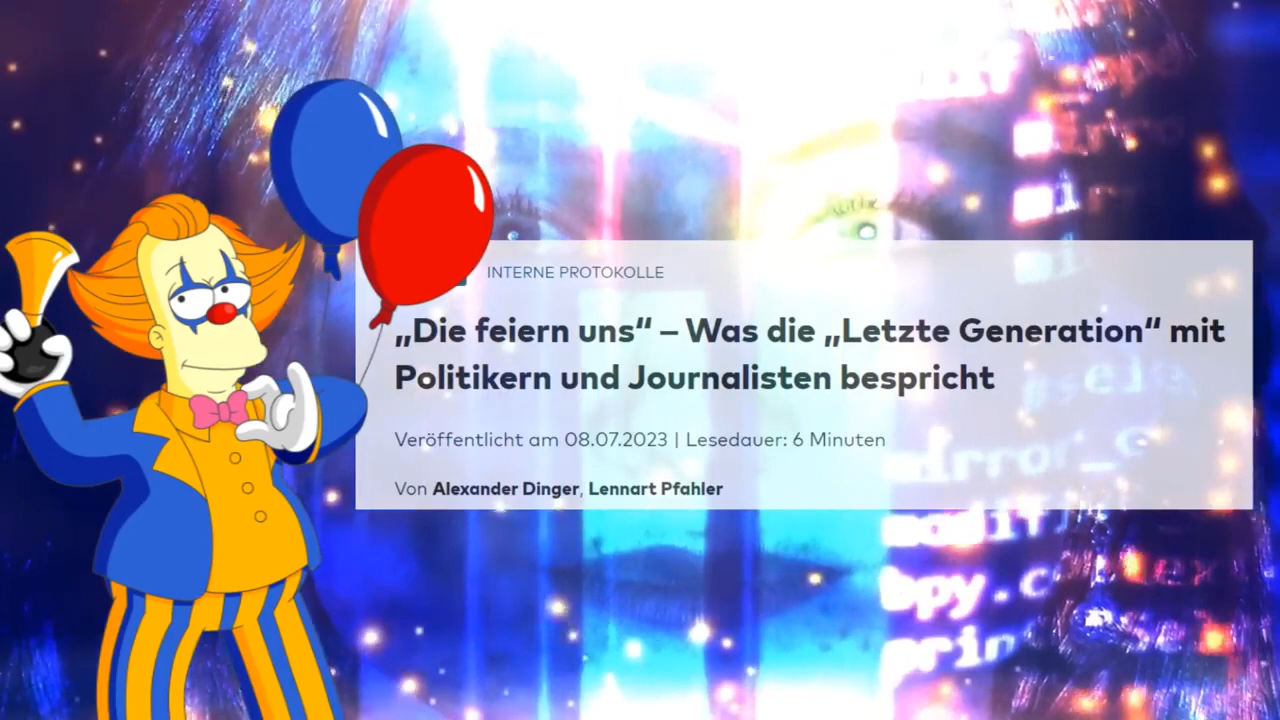 INTERNE PROTOKOLLE
„Die feiern uns“ – Was die „Letzte Generation“ mit
Politikern und Journalisten bespricht
Veröffentlicht am 08.07.2023 | Lesedauer: 6 Minuten
Von Alexander Dinger, Lennart Pfahler